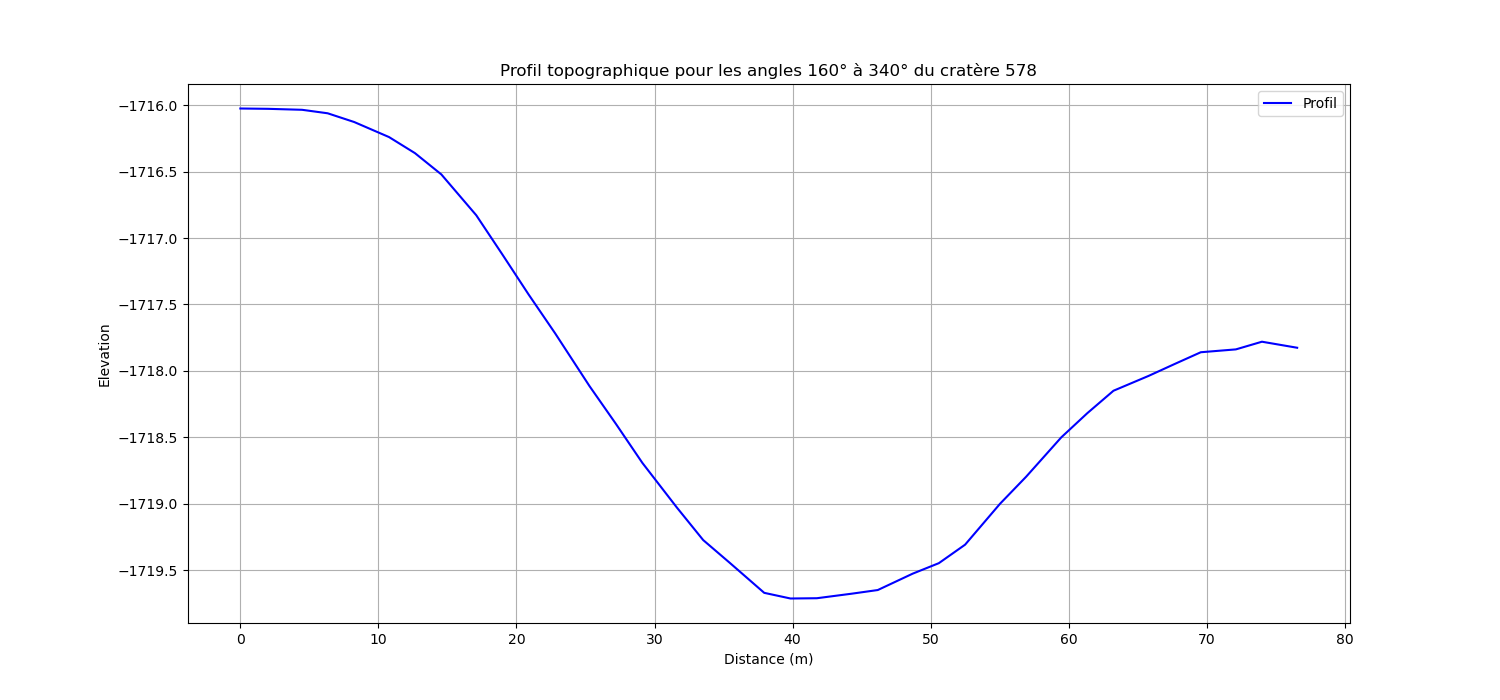 Profil topographique pour les angles 160° à 340° du cratère 578
Profil
−1716.0
−1716.5
−1717.0
−1717.5
−1718.0
−1718.5
−1719.0
−1719.5
Elevation
0 10 20 30 40 50 60 70 80
Distance (m)